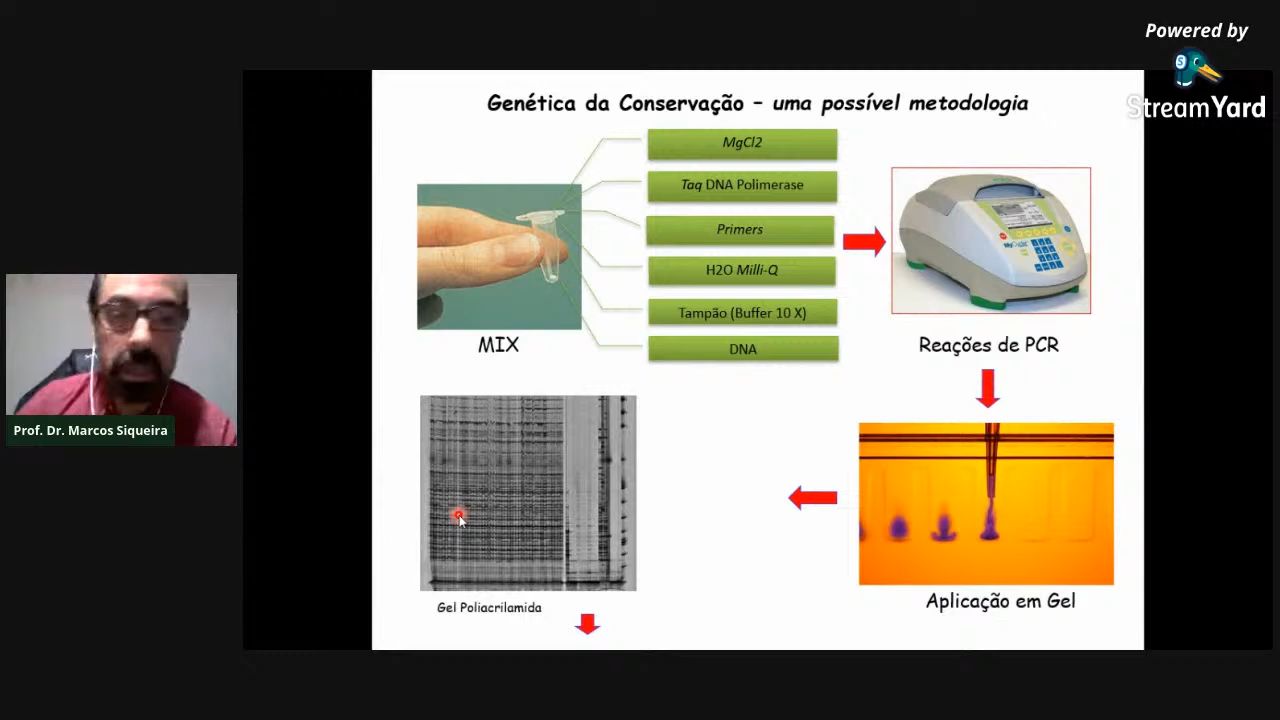 Powered by
StreamYard
Genética da Conservação – uma possível metodologia
MgCl2
Taq DNA Polimerase
Primers
H2O Milli-Q
Tampão (Buffer 10 X)
DNA
MIX
Reações de PCR
Prof. Dr. Marcos Siqueira
Gel Poliacrilamida
Aplicação em Gel